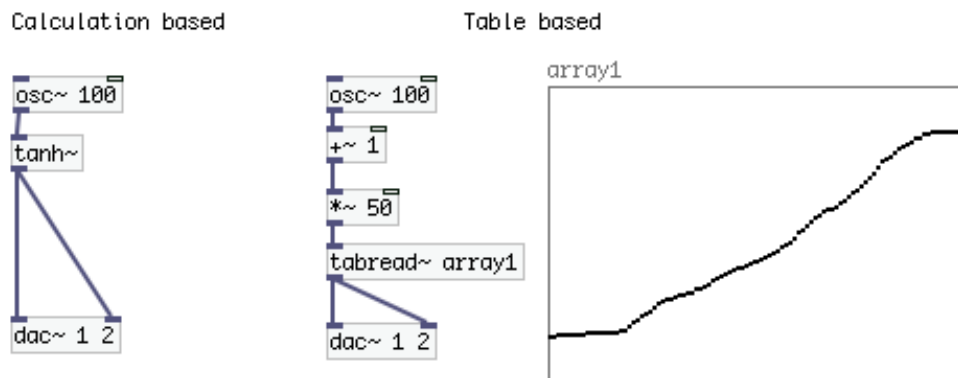 Calculation based
osc~ 100
tanh~
dac~ 1 2
Table based
osc~ 100
+~ 1
*~ 50
tabread~ array1
dac~ 1 2
array1